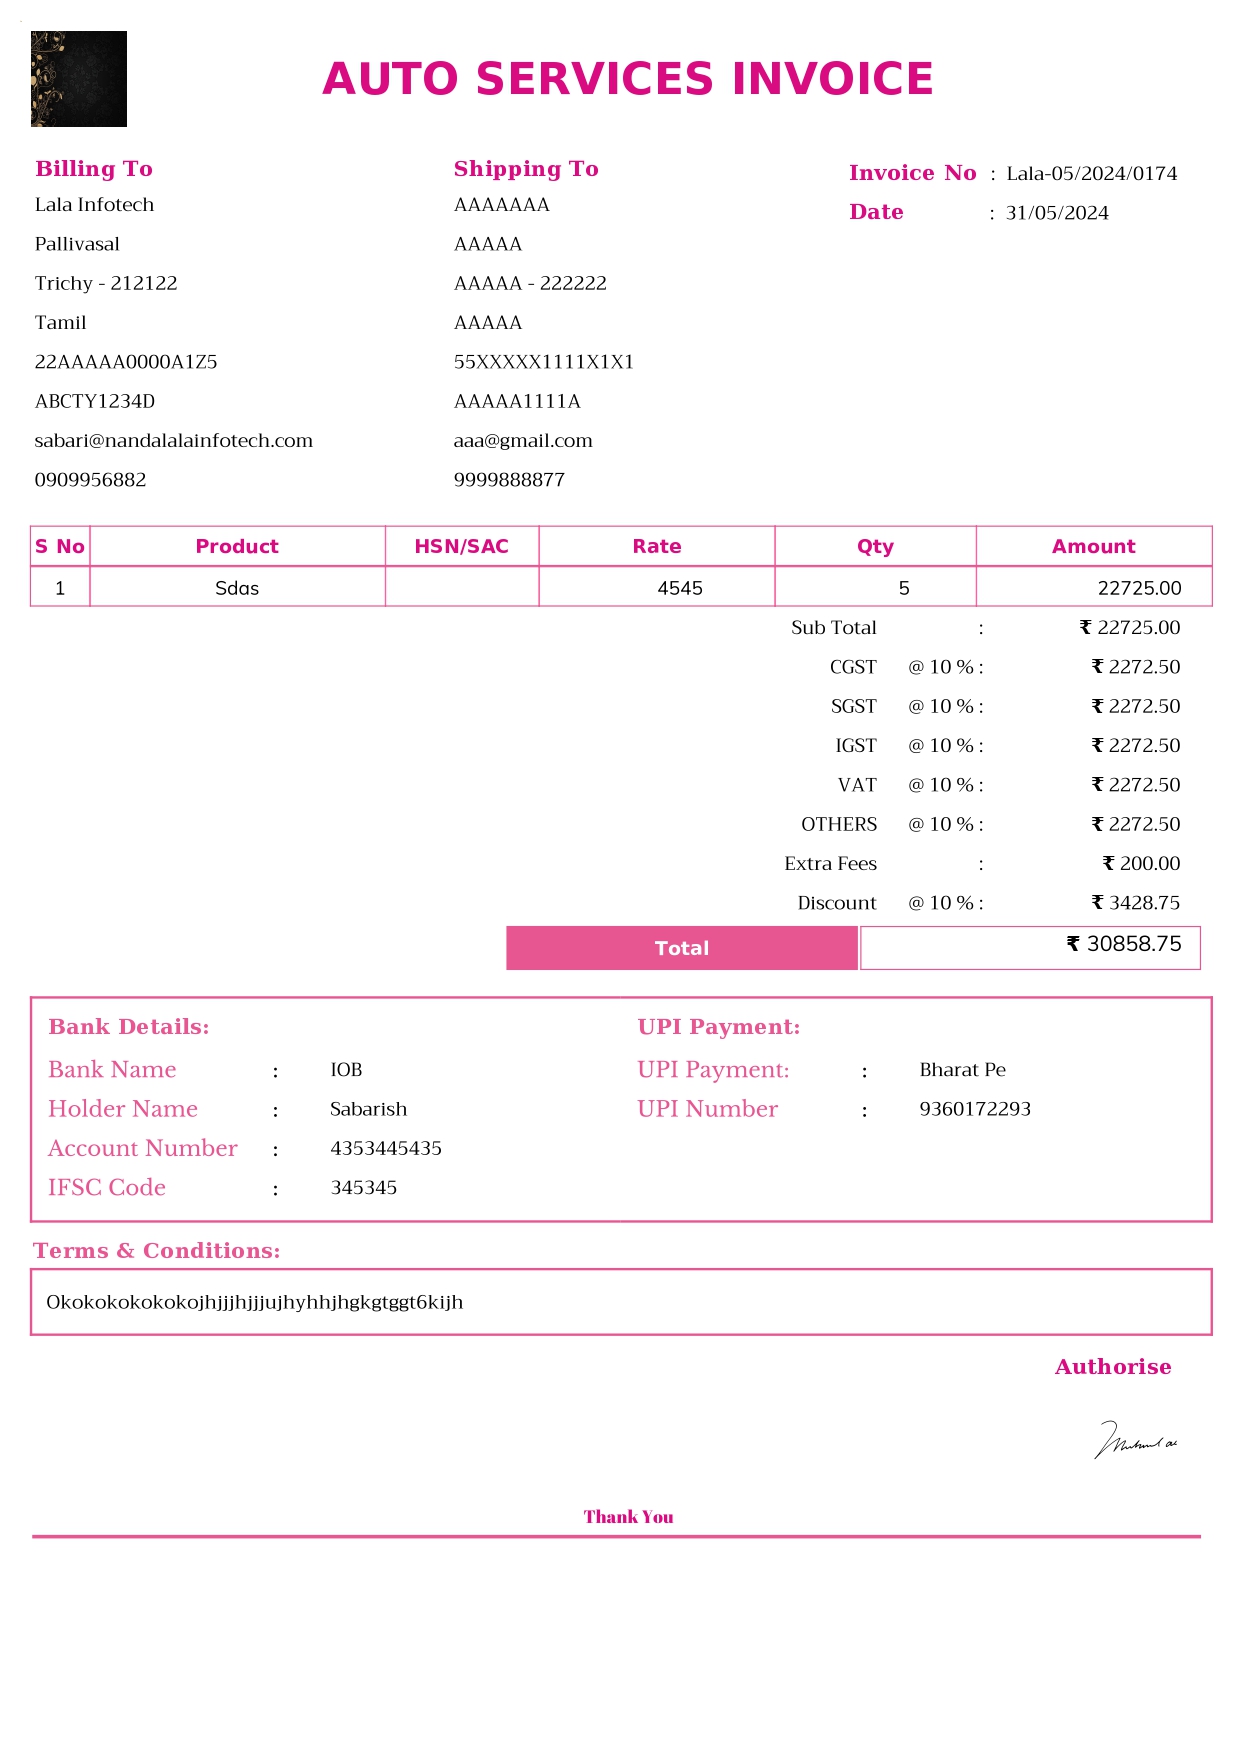 AUTO SERVICES INVOICE
Billing To
Lala Infotech
Pallivasal
Trichy - 212122
Tamil
22AAAAA0000A1Z5
ABCTY1234D
sabari@nandalalainfotech.com
0909956882
Shipping To
AAAAAAA
AAAAA
AAAAA - 222222
AAAAA
55XXXXX1111X1X1
AAAAA1111A
aaa@gmail.com
9999888877
Invoice No : Lala-05/2024/0174
Date : 31/05/2024
S No Product HSN/SAC Rate Qty Amount
1 Sdas 4545 5 22725.00
Sub Total : ₹ 22725.00
CGST @ 10 % : ₹ 2272.50
SGST @ 10 % : ₹ 2272.50
IGST @ 10 % : ₹ 2272.50
VAT @ 10 % : ₹ 2272.50
OTHERS @ 10 % : ₹ 2272.50
Extra Fees : ₹ 200.00
Discount @ 10 % : ₹ 3428.75
Total ₹ 30858.75
Bank Details:
Bank Name : IOB
Holder Name : Sabarish
Account Number : 4353445435
IFSC Code : 345345
UPI Payment:
UPI Payment: : Bharat Pe
UPI Number : 9360172293
Terms & Conditions:
Okokokokokokojhjjjhjjjujhyhhjhgkgtggt6kijh
Authorise
Thank You